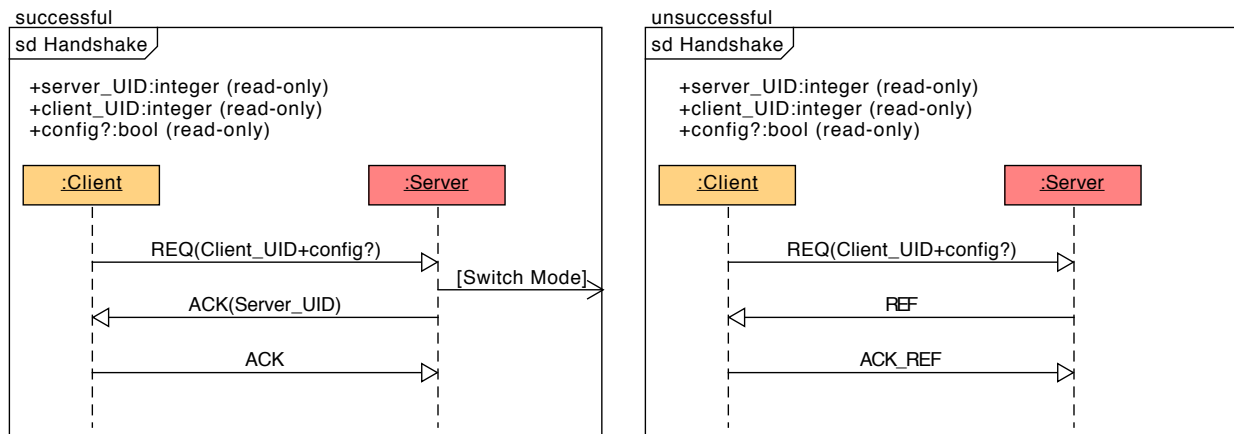 successful
sd Handshake
+server_UID:integer (read-only)
+client_UID:integer (read-only)
+config?:bool (read-only)
:Client
:Server
REQ(Client_UID+config?)
[Switch Mode]
ACK(Server_UID)
ACK
unsuccessful
sd Handshake
+server_UID:integer (read-only)
+client_UID:integer (read-only)
+config?:bool (read-only)
:Client
:Server
REQ(Client_UID+config?)
REF
ACK_REF